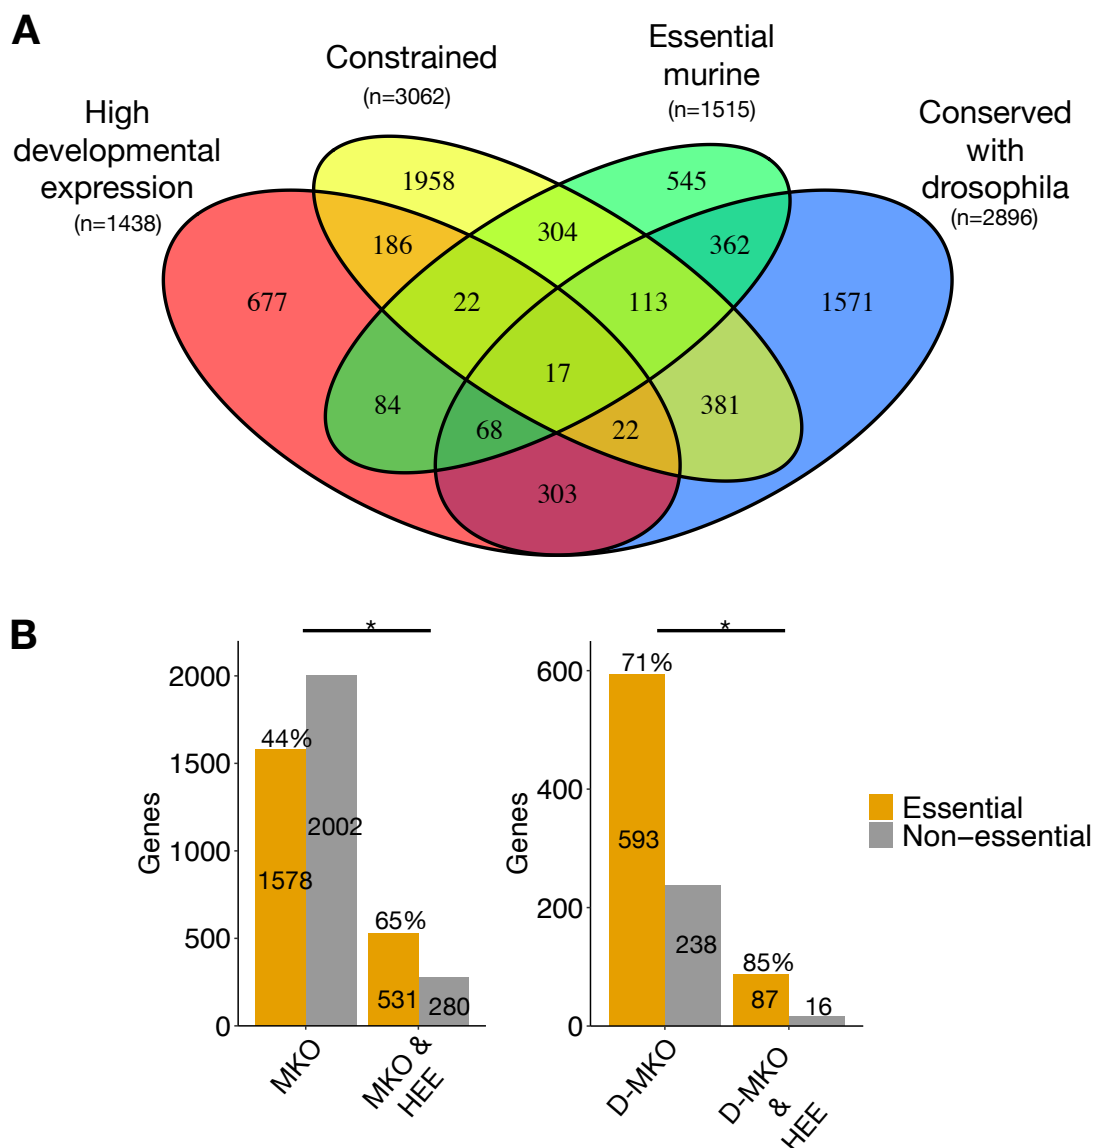 A
High
developmental
expression
(n=1438)
Constrained
(n=3062)
Essential
murine
(n=1515)
Conserved
with
drosophila
(n=2896)
1958
545
304
186
362
22
113
677
1571
17
84
381
68
22
303
B
*
2000
1500
1000
500
0
Genes
44%
1578
2002
65%
531
280
MKO
MKO &
HEE
*
600
400
200
0
Genes
71%
593
238
85%
87
16
D-MKO
D-MKO
&
HEE
Essential
Non-essential